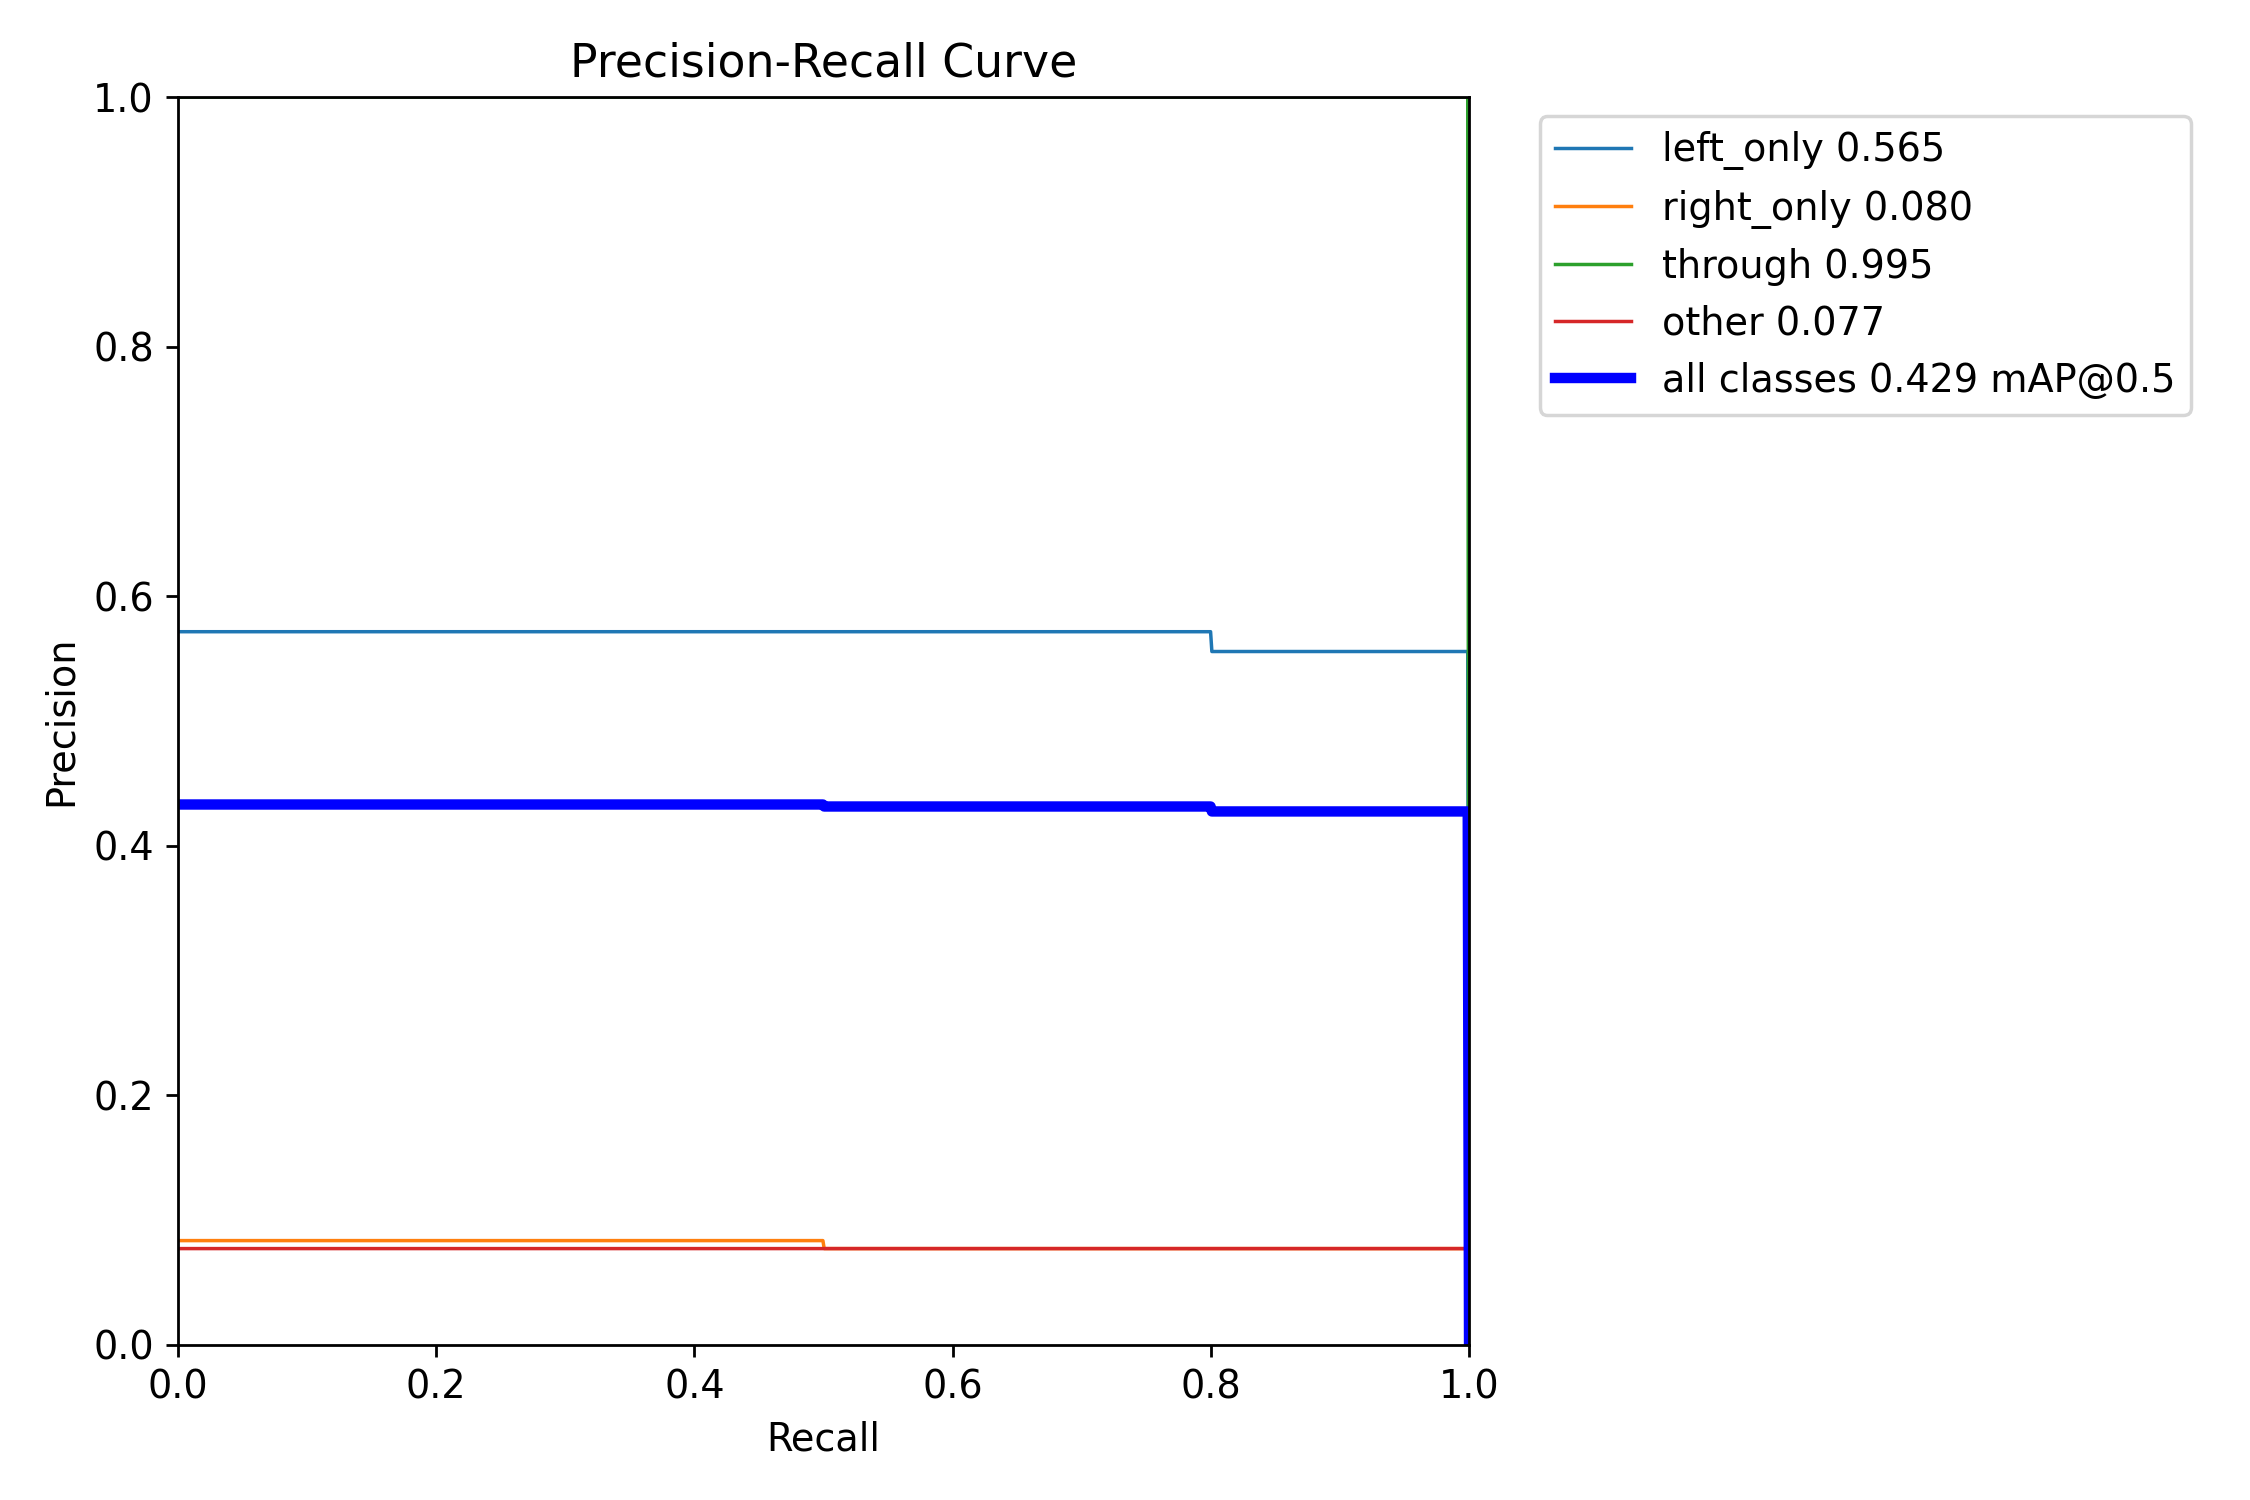 Precision-Recall Curve
1.0
0.8
0.6
0.4
0.2
0.0
Precision
0.0 0.2 0.4 0.6 0.8 1.0
Recall
left_only 0.565
right_only 0.080
through 0.995
other 0.077
all classes 0.429 mAP@0.5